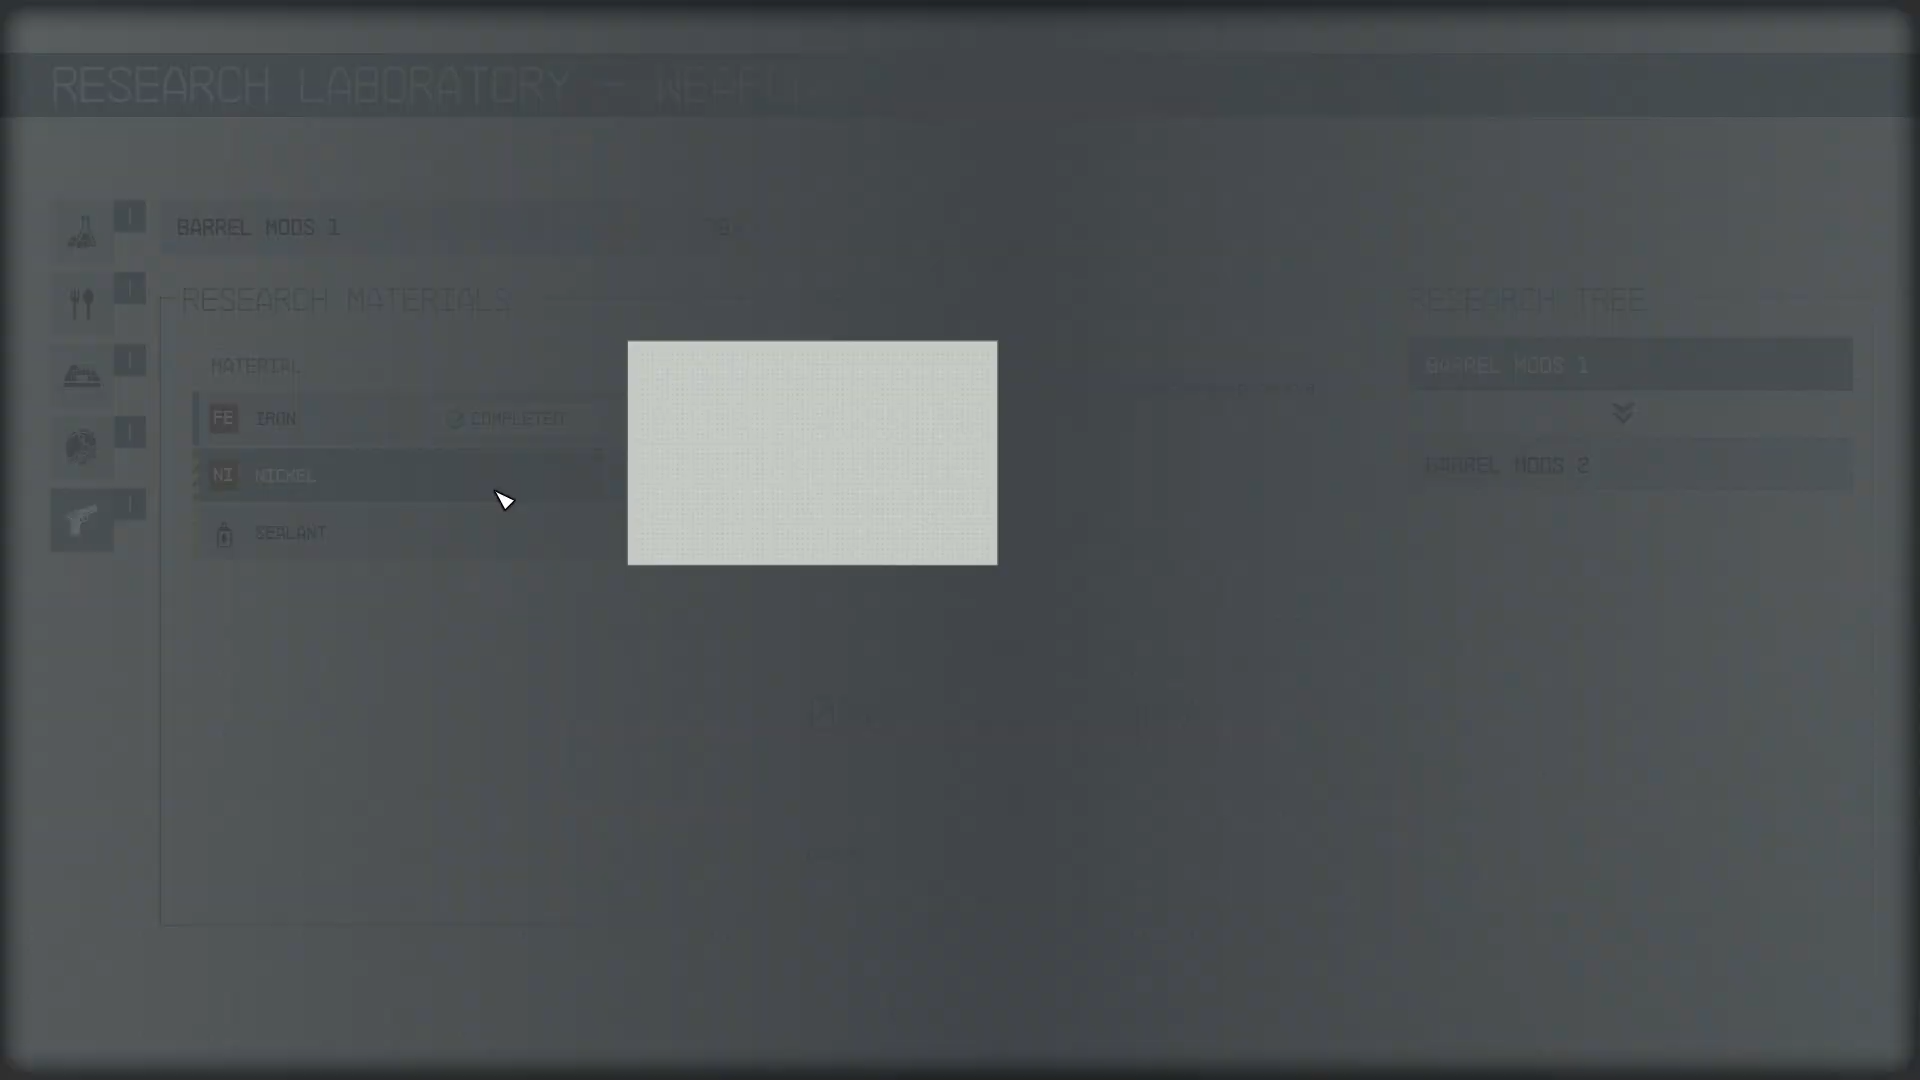 RESEARCH LABORATORY -
BARREL MODS 1
RESEARCH MATERIALS
MATERIAL
FE IRON COMPLETED
NI NICKEL
SEALANT
RESEARCH TREE
BARREL MODS 1
BARREL MODS 2